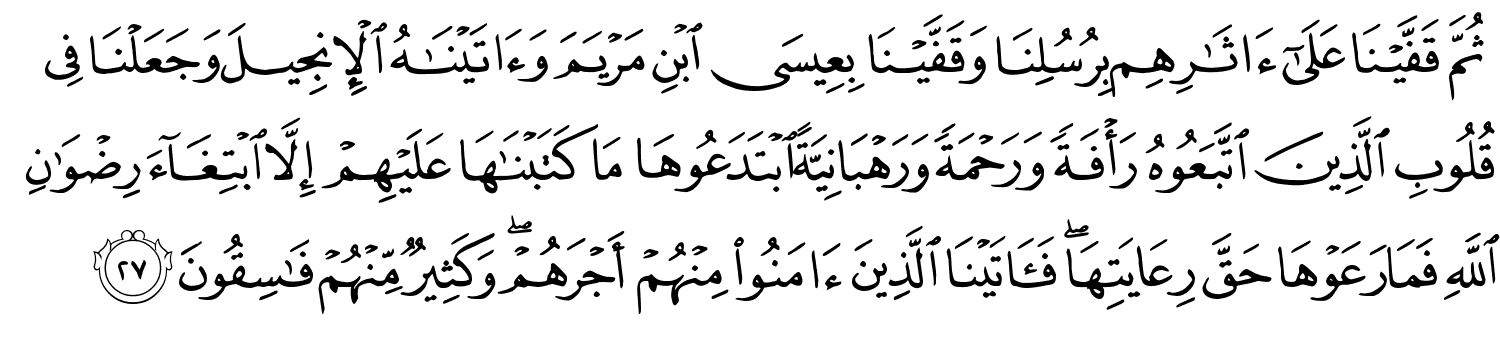 ثُمَّ قَفَّيْنَا عَلَىٰٓ ءَاثَـٰرِهِم بِرُسُلِنَا وَقَفَّيْنَا بِعِيسَى ٱبْنِ مَرْيَمَ وَءَاتَيْنَـٰهُ ٱلْإِنجِيلَ وَجَعَلْنَا فِى
قُلُوبِ ٱلَّذِينَ ٱتَّبَعُوهُ رَأْفَةً وَرَحْمَةً وَرَهْبَانِيَّةً ٱبْتَدَعُوهَا مَا كَتَبْنَـٰهَا عَلَيْهِمْ إِلَّا ٱبْتِغَآءَ رِضْوَٰنِ
ٱللَّهِ فَمَا رَعَوْهَا حَقَّ رِعَايَتِهَا ۖ فَـَٔاتَيْنَا ٱلَّذِينَ ءَامَنُوا۟ مِنْهُمْ أَجْرَهُمْ ۖ وَكَثِيرٌ مِّنْهُمْ فَـٰسِقُونَ ٢٧